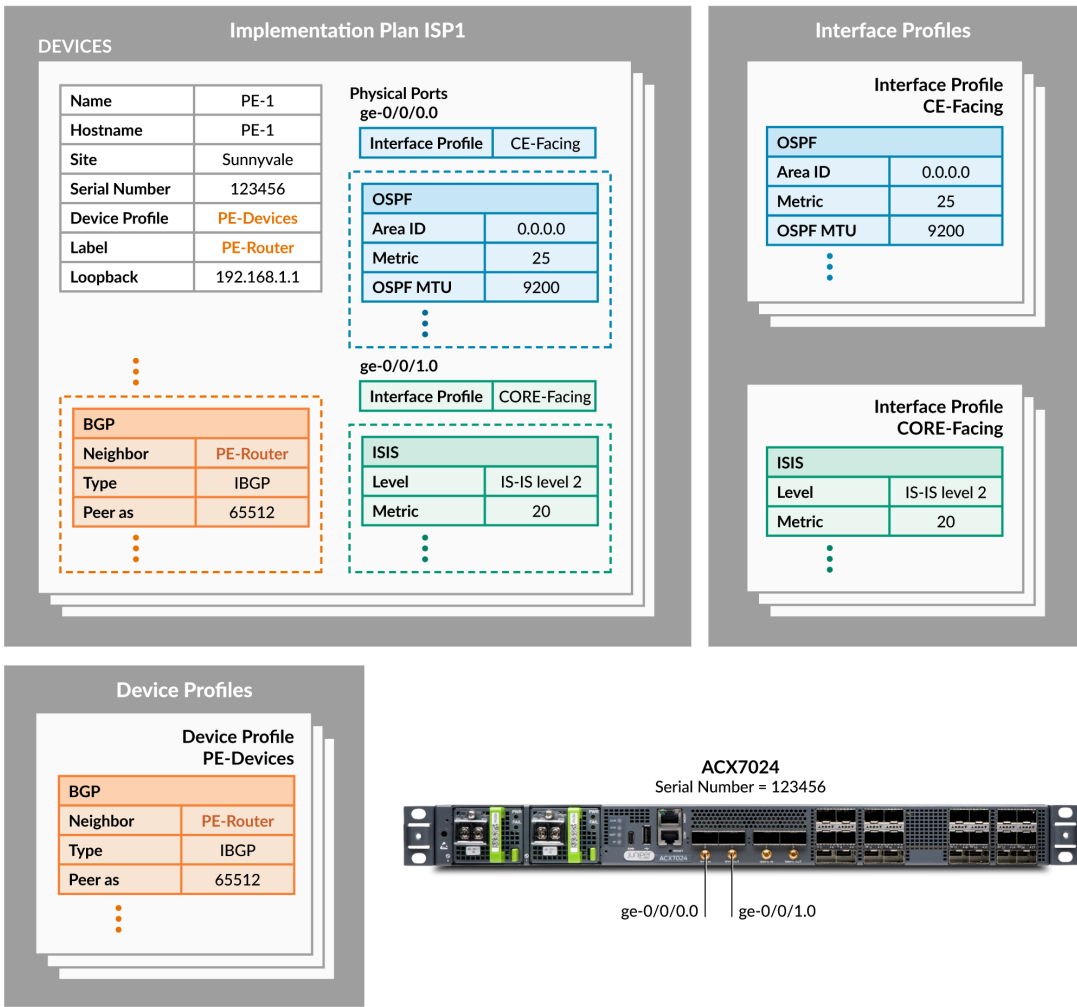 Implementation Plan ISP1
DEVICES
Name PE-1
Hostname PE-1
Site Sunnyvale
Serial Number 123456
Device Profile PE-Devices
Label PE-Router
Loopback 192.168.1.1
BGP
Neighbor PE-Router
Type IBGP
Peer as 65512
Physical Ports
ge-0/0/0.0
Interface Profile CE-Facing
OSPF
Area ID 0.0.0.0
Metric 25
OSPF MTU 9200
ge-0/0/1.0
Interface Profile CORE-Facing
ISIS
Level IS-IS level 2
Metric 20
Interface Profiles
Interface Profile
CE-Facing
OSPF
Area ID 0.0.0.0
Metric 25
OSPF MTU 9200
Interface Profile
CORE-Facing
ISIS
Level IS-IS level 2
Metric 20
Device Profiles
Device Profile
PE-Devices
BGP
Neighbor PE-Router
Type IBGP
Peer as 65512
ACX7024
Serial Number = 123456
JUNIPER
ACX7024
ge-0/0/0.0 ge-0/0/1.0